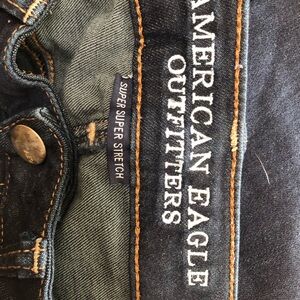 AMERICAN EAGLE
OUTFITTERS
SUPER SUPER STRETCH